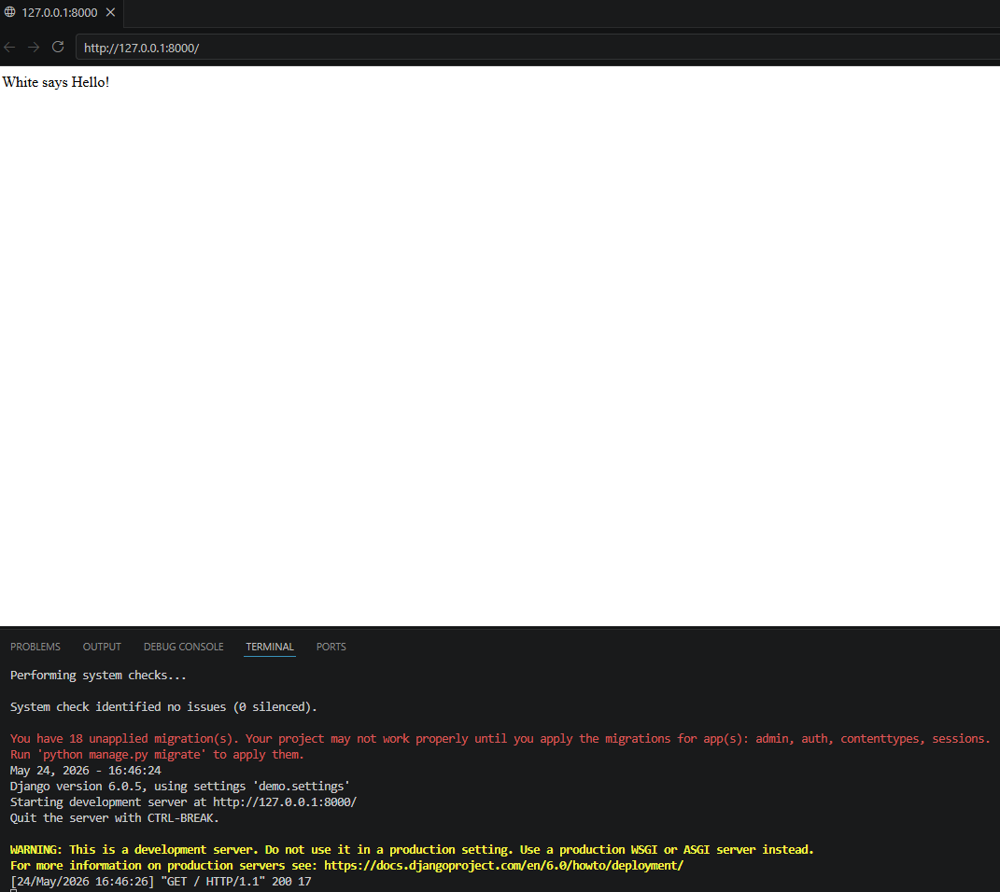 127.0.0.1:8000
http://127.0.0.1:8000/
White says Hello!
PROBLEMS OUTPUT DEBUG CONSOLE TERMINAL PORTS
Performing system checks...
System check identified no issues (0 silenced).
You have 18 unapplied migration(s). Your project may not work properly until you apply the migrations for app(s): admin, auth, contenttypes, sessions.
Run 'python manage.py migrate' to apply them.
May 24, 2026 - 16:46:24
Django version 6.0.5, using settings 'demo.settings'
Starting development server at http://127.0.0.1:8000/
Quit the server with CTRL-BREAK.
WARNING: This is a development server. Do not use it in a production setting. Use a production WSGI or ASGI server instead.
For more information on production servers see: https://docs.djangoproject.com/en/6.0/howto/deployment/
[24/May/2026 16:46:26] "GET / HTTP/1.1" 200 17